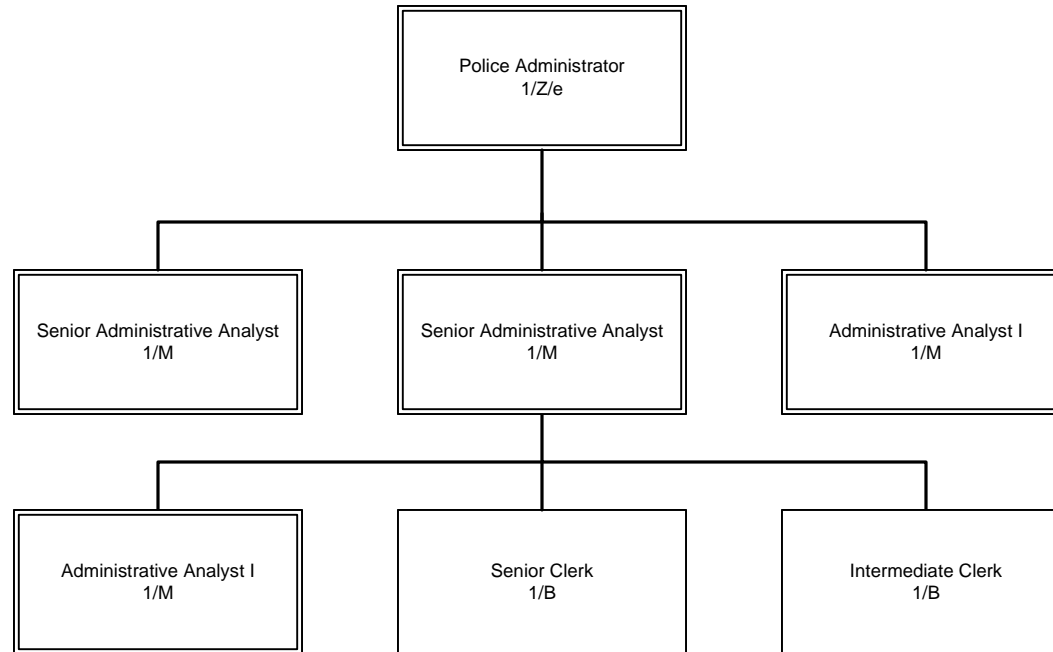 Police Administrator
1/Z/e
Senior Administrative Analyst
1/M
Senior Administrative Analyst
1/M
Administrative Analyst I
1/M
Administrative Analyst I
1/M
Senior Clerk
1/B
Intermediate Clerk
1/B